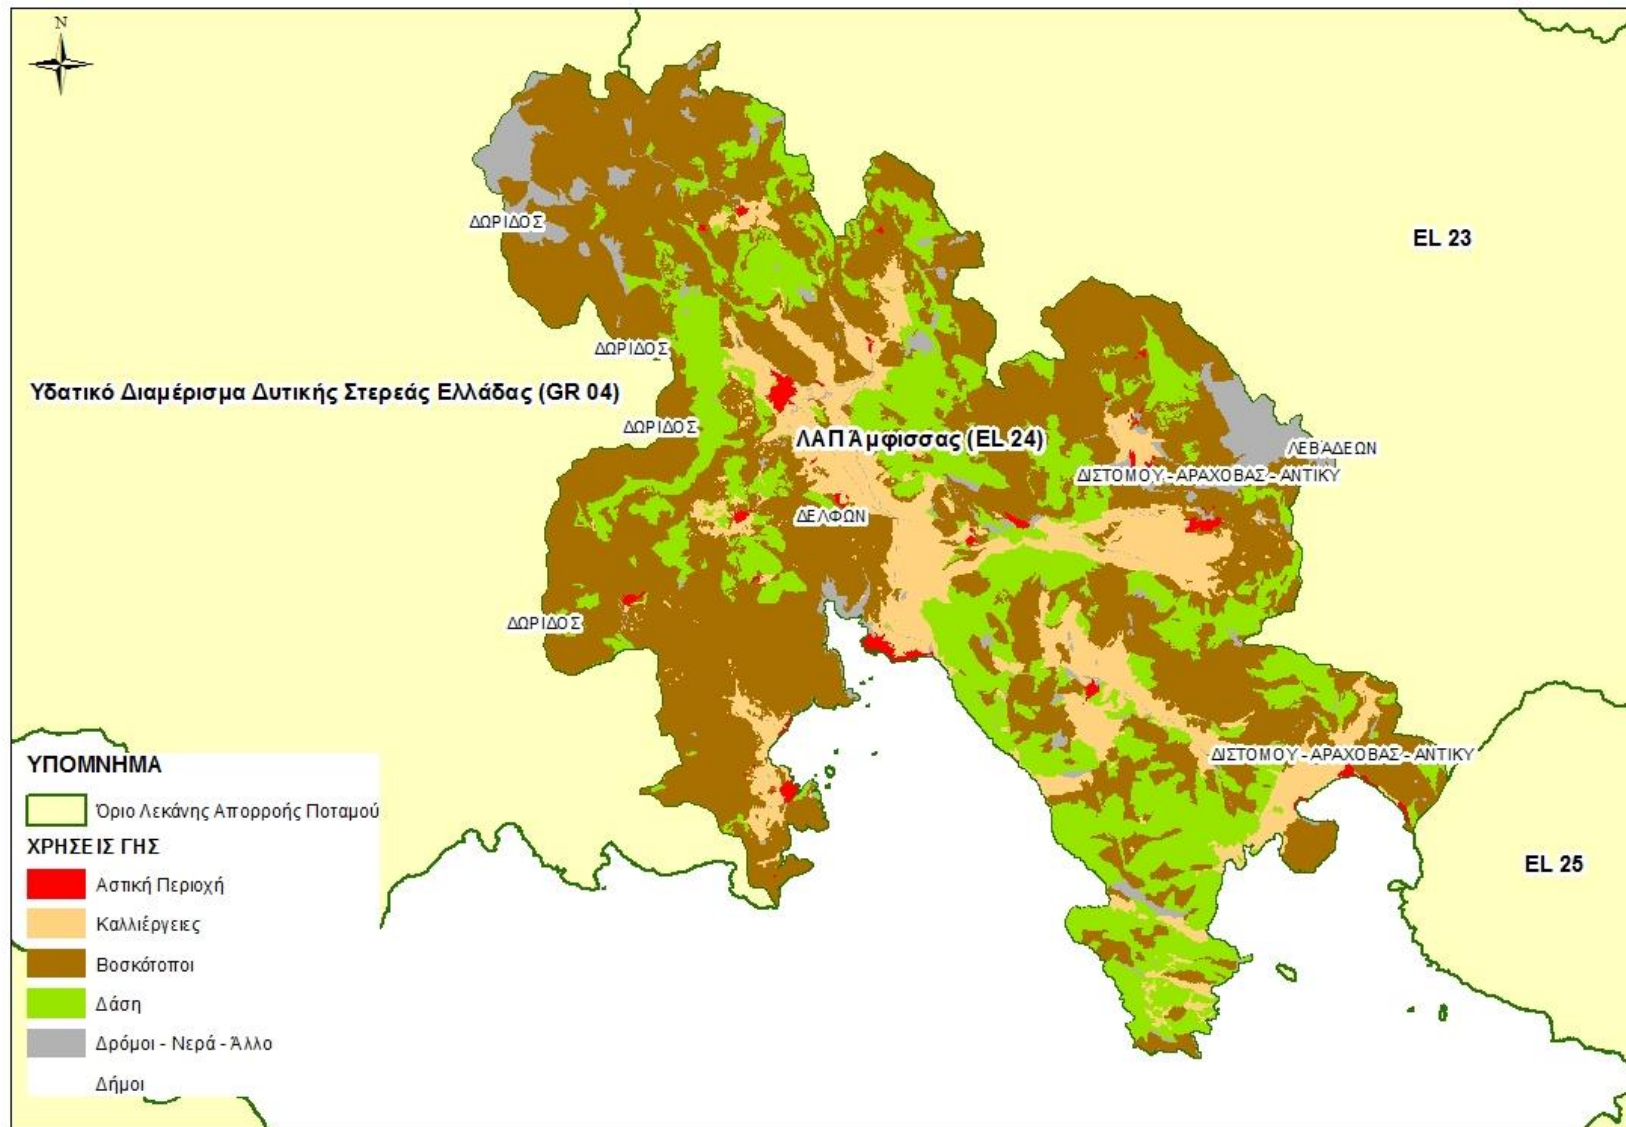 N
EL 23
ΔΩΡΙΔΟΣ
ΔΩΡΙΔΟΣ
Υδατικό Διαμέρισμα Δυτικής Στερεάς Ελλάδας (GR 04)
ΔΩΡΙΔΟΣ
ΛΑΠ Άμφισσας (EL 24)
ΛΕΒΑΔΕΩΝ
ΔΙΣΤΟΜΟΥ - ΑΡΑΧΟΒΑΣ - ΑΝΤΙΚΥ
ΔΕΛΦΩΝ
ΔΩΡΙΔΟΣ
ΔΙΣΤΟΜΟΥ - ΑΡΑΧΟΒΑΣ - ΑΝΤΙΚΥ
EL 25
ΥΠΟΜΝΗΜΑ
Όριο Λεκάνης Απορροής Ποταμού
ΧΡΗΣΕΙΣ ΓΗΣ
Αστική Περιοχή
Καλλιέργειες
Βοσκότοποι
Δάση
Δρόμοι - Νερά - Άλλο
Δήμοι